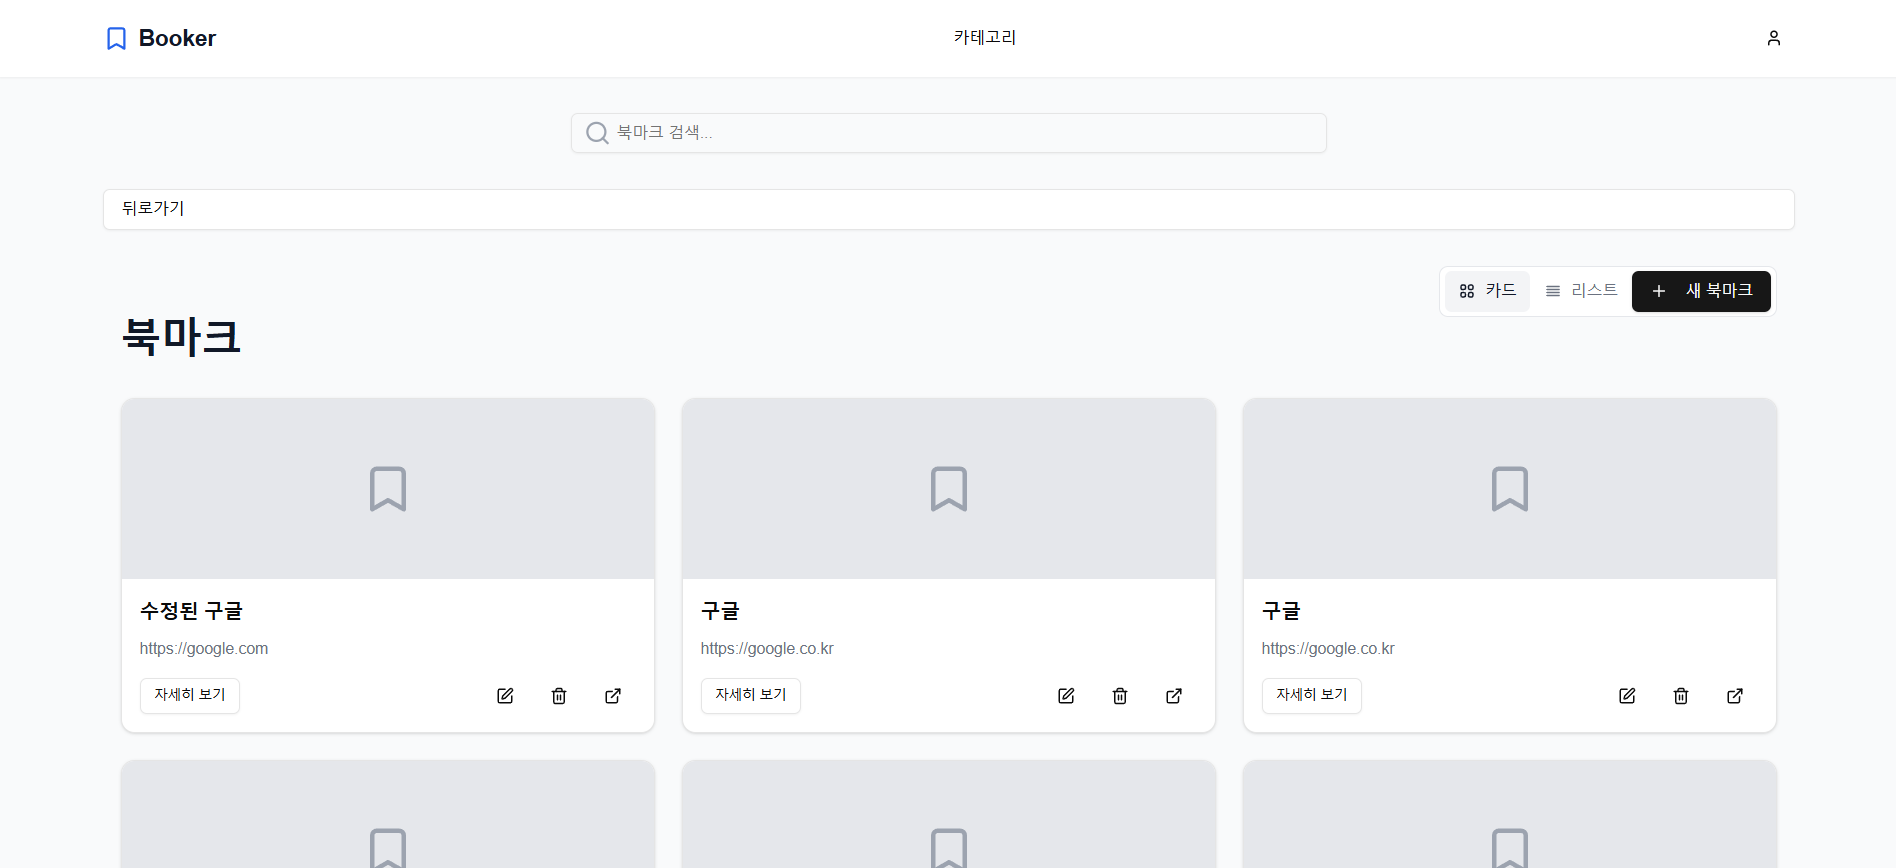 Booker
카테고리
북마크 검색...
뒤로가기
카드
리스트
새 북마크
북마크
수정된 구글
https://google.com
자세히 보기
구글
https://google.co.kr
자세히 보기
구글
https://google.co.kr
자세히 보기